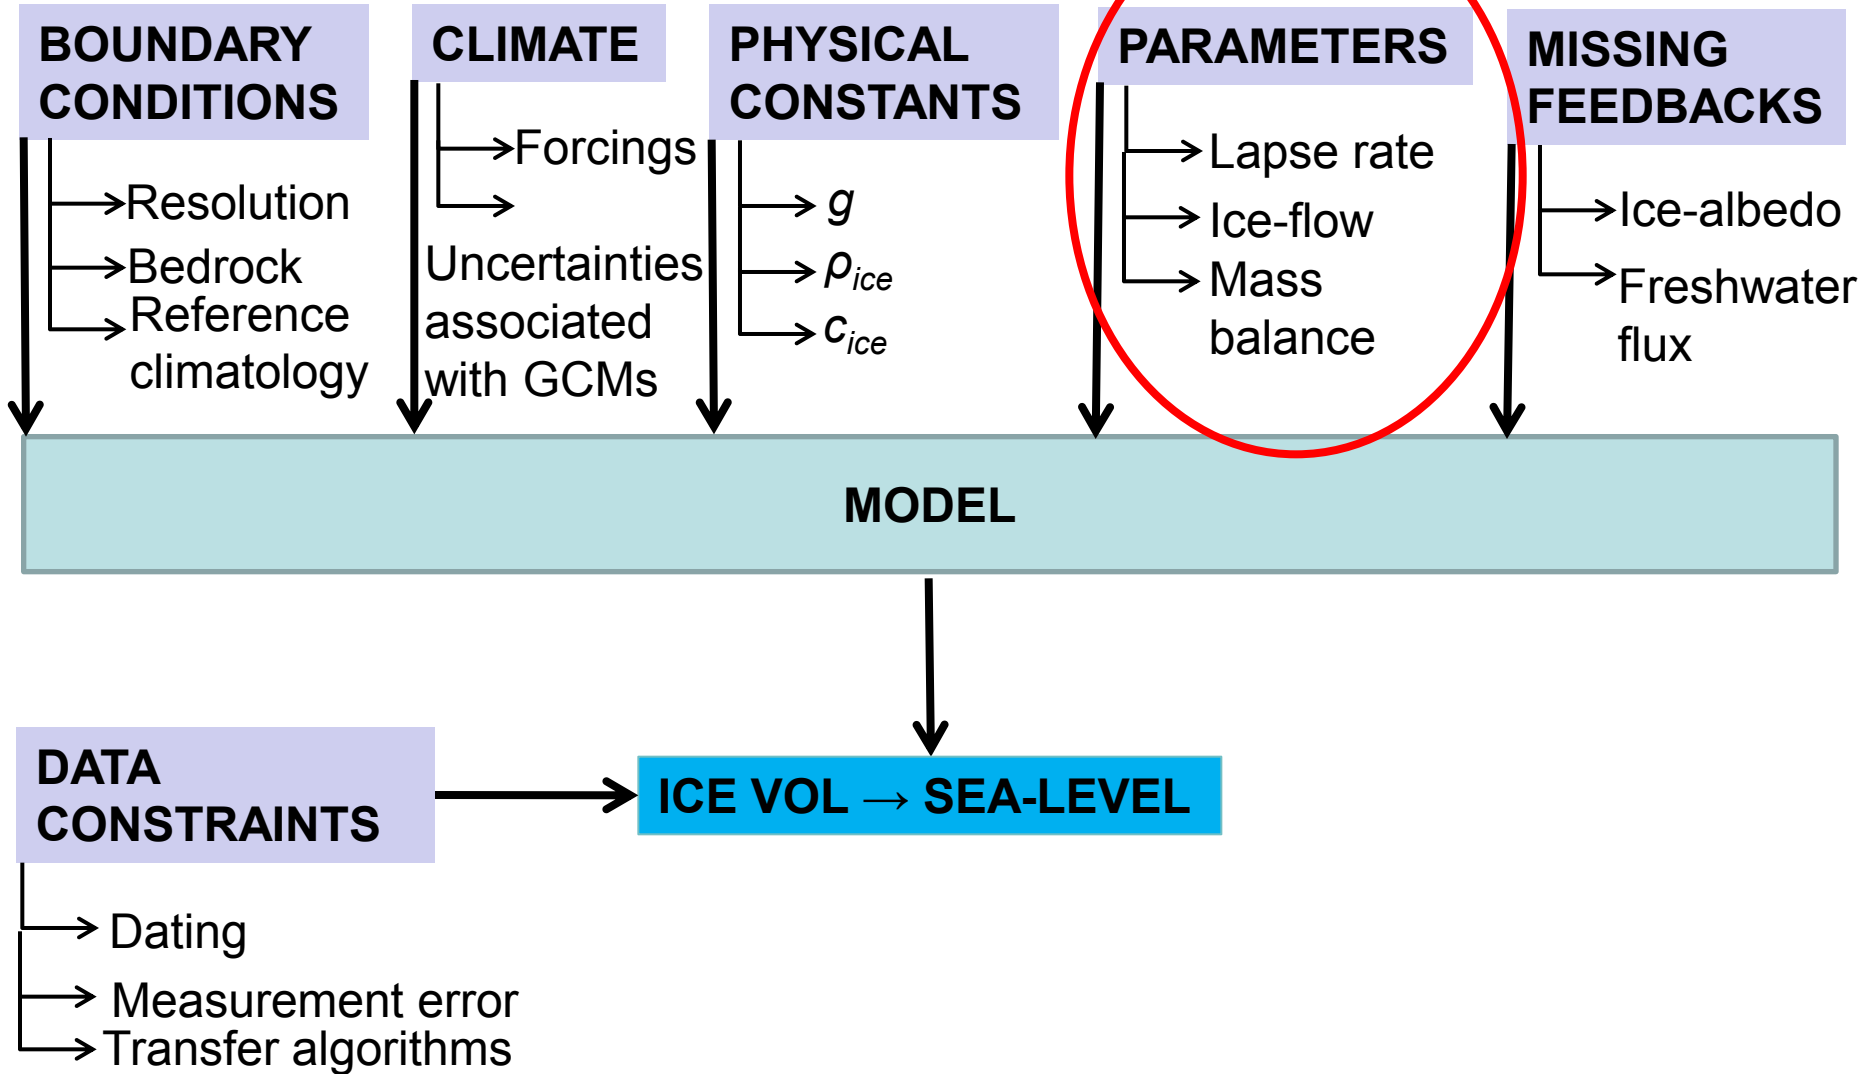 BOUNDARY
CONDITIONS
Resolution
Bedrock
Reference
climatology
CLIMATE
Forcings
Uncertainties
associated
with GCMs
PHYSICAL
CONSTANTS
g
ρice
cice
PARAMETERS
Lapse rate
Ice-flow
Mass
balance
MISSING
FEEDBACKS
Ice-albedo
Freshwater
flux
MODEL
DATA
CONSTRAINTS
Dating
Measurement error
Transfer algorithms
ICE VOL → SEA-LEVEL